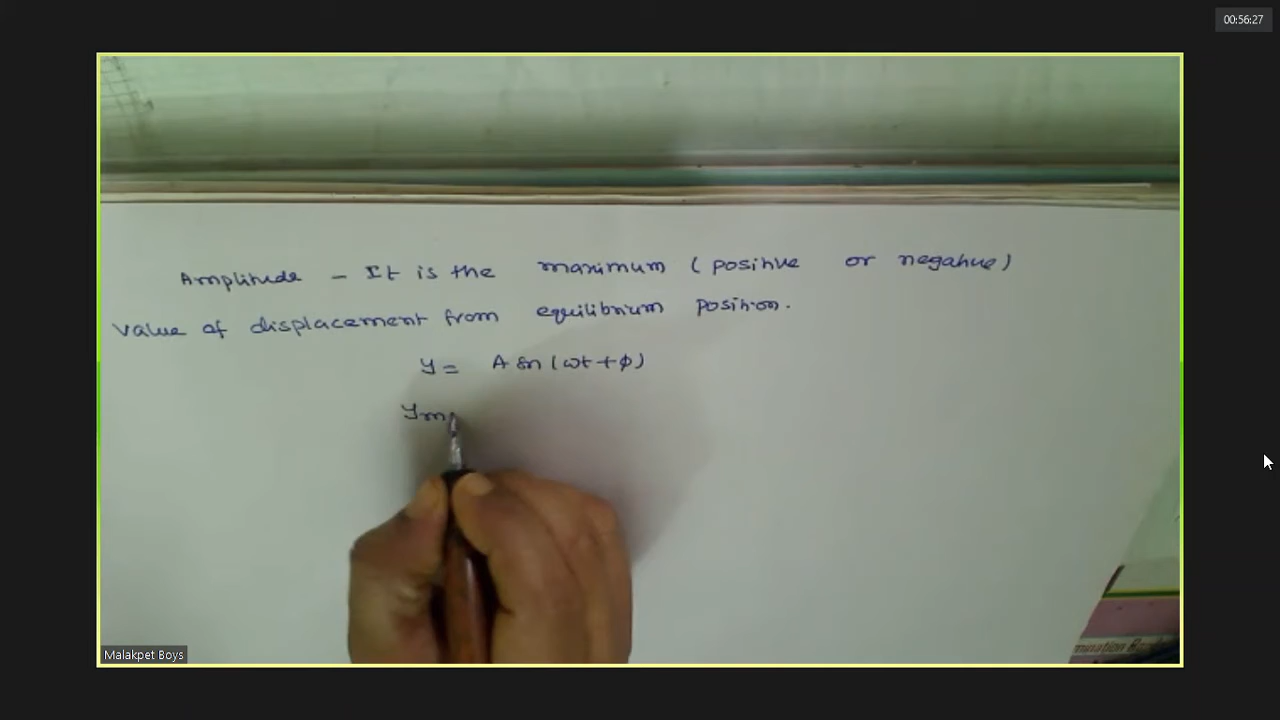 00:56:27
Amplitude - It is the maximum (positive or negative)
value of displacement from equilibrium position.
y = A sin(ωt + φ)
ym
Malakpet Boys